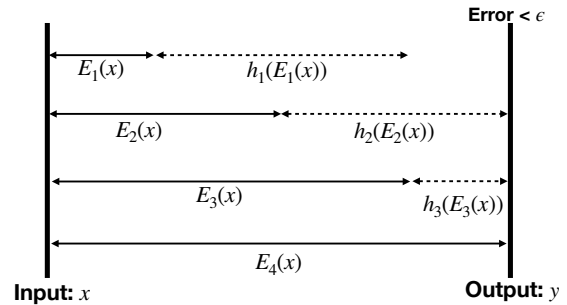 Error < ϵ
E₁(x)
h₁(E₁(x))
E₂(x)
h₂(E₂(x))
E₃(x)
h₃(E₃(x))
E₄(x)
Input: x
Output: y